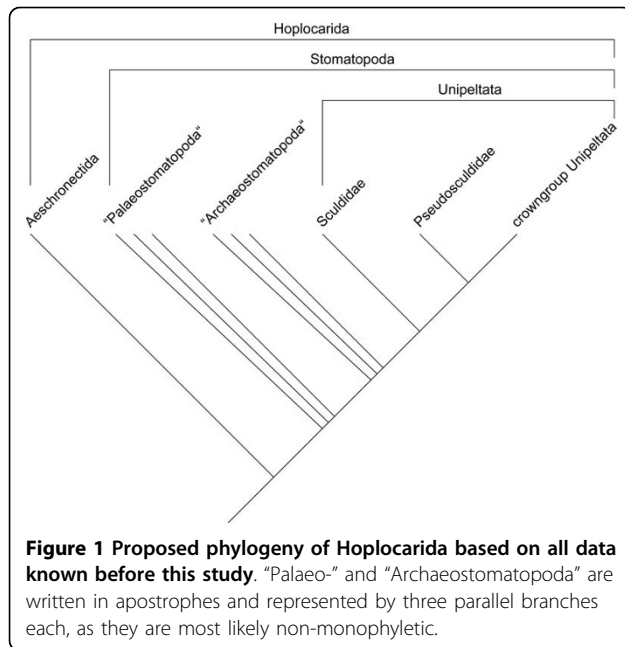 Hoplocarida
Stomatopoda
Unipeltata
Aeschronectida
"Palaeostomatopoda“
"Archaeostomatopoda“
Sculdidae
Pseudosculdidae
crowngroup Unipeltata
Figure 1 Proposed phylogeny of Hoplocarida based on all data
known before this study. “Palaeo-” and “Archaeostomatopoda” are
written in apostrophes and represented by three parallel branches
each, as they are most likely non-monophyletic.